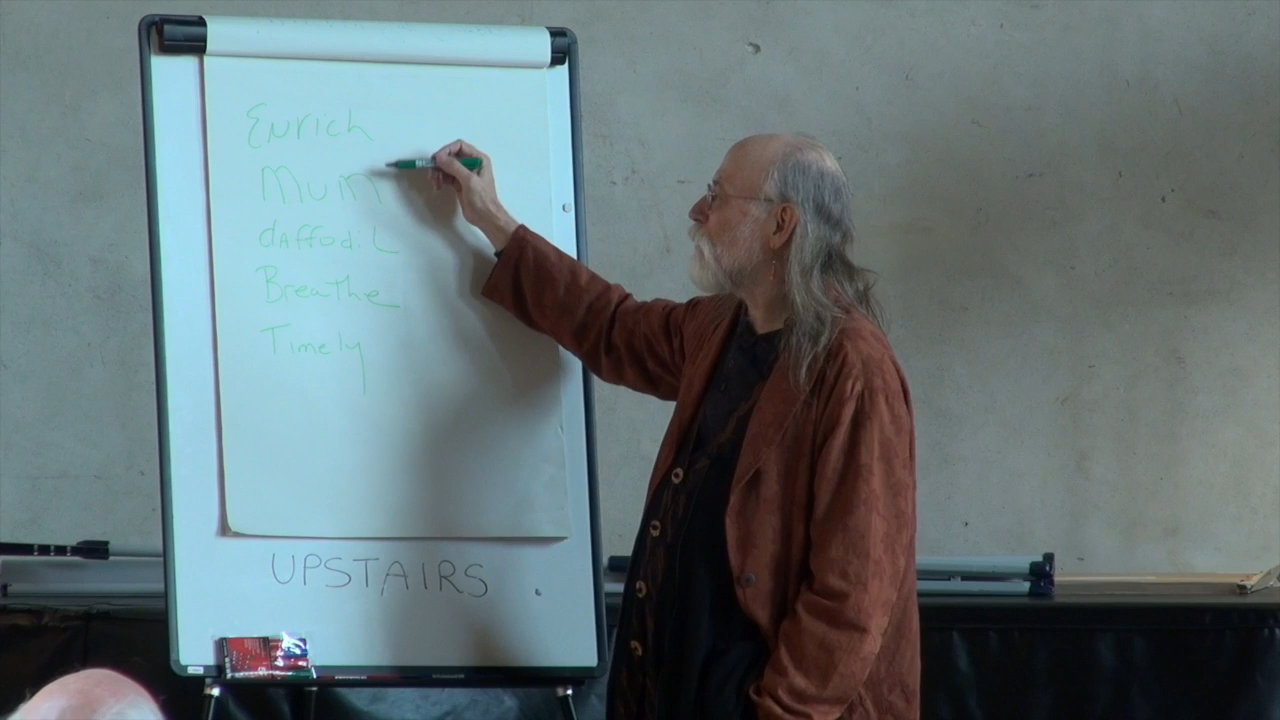 Enrich
Mum
daffodil
Breathe
Timely
UPSTAIRS